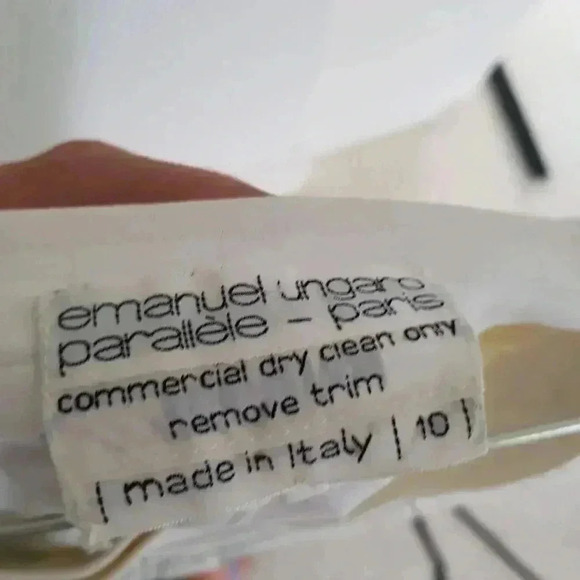 emanuel ungaro
parallèle - paris
commercial dry clean only
remove trim
| made in Italy | 10 |